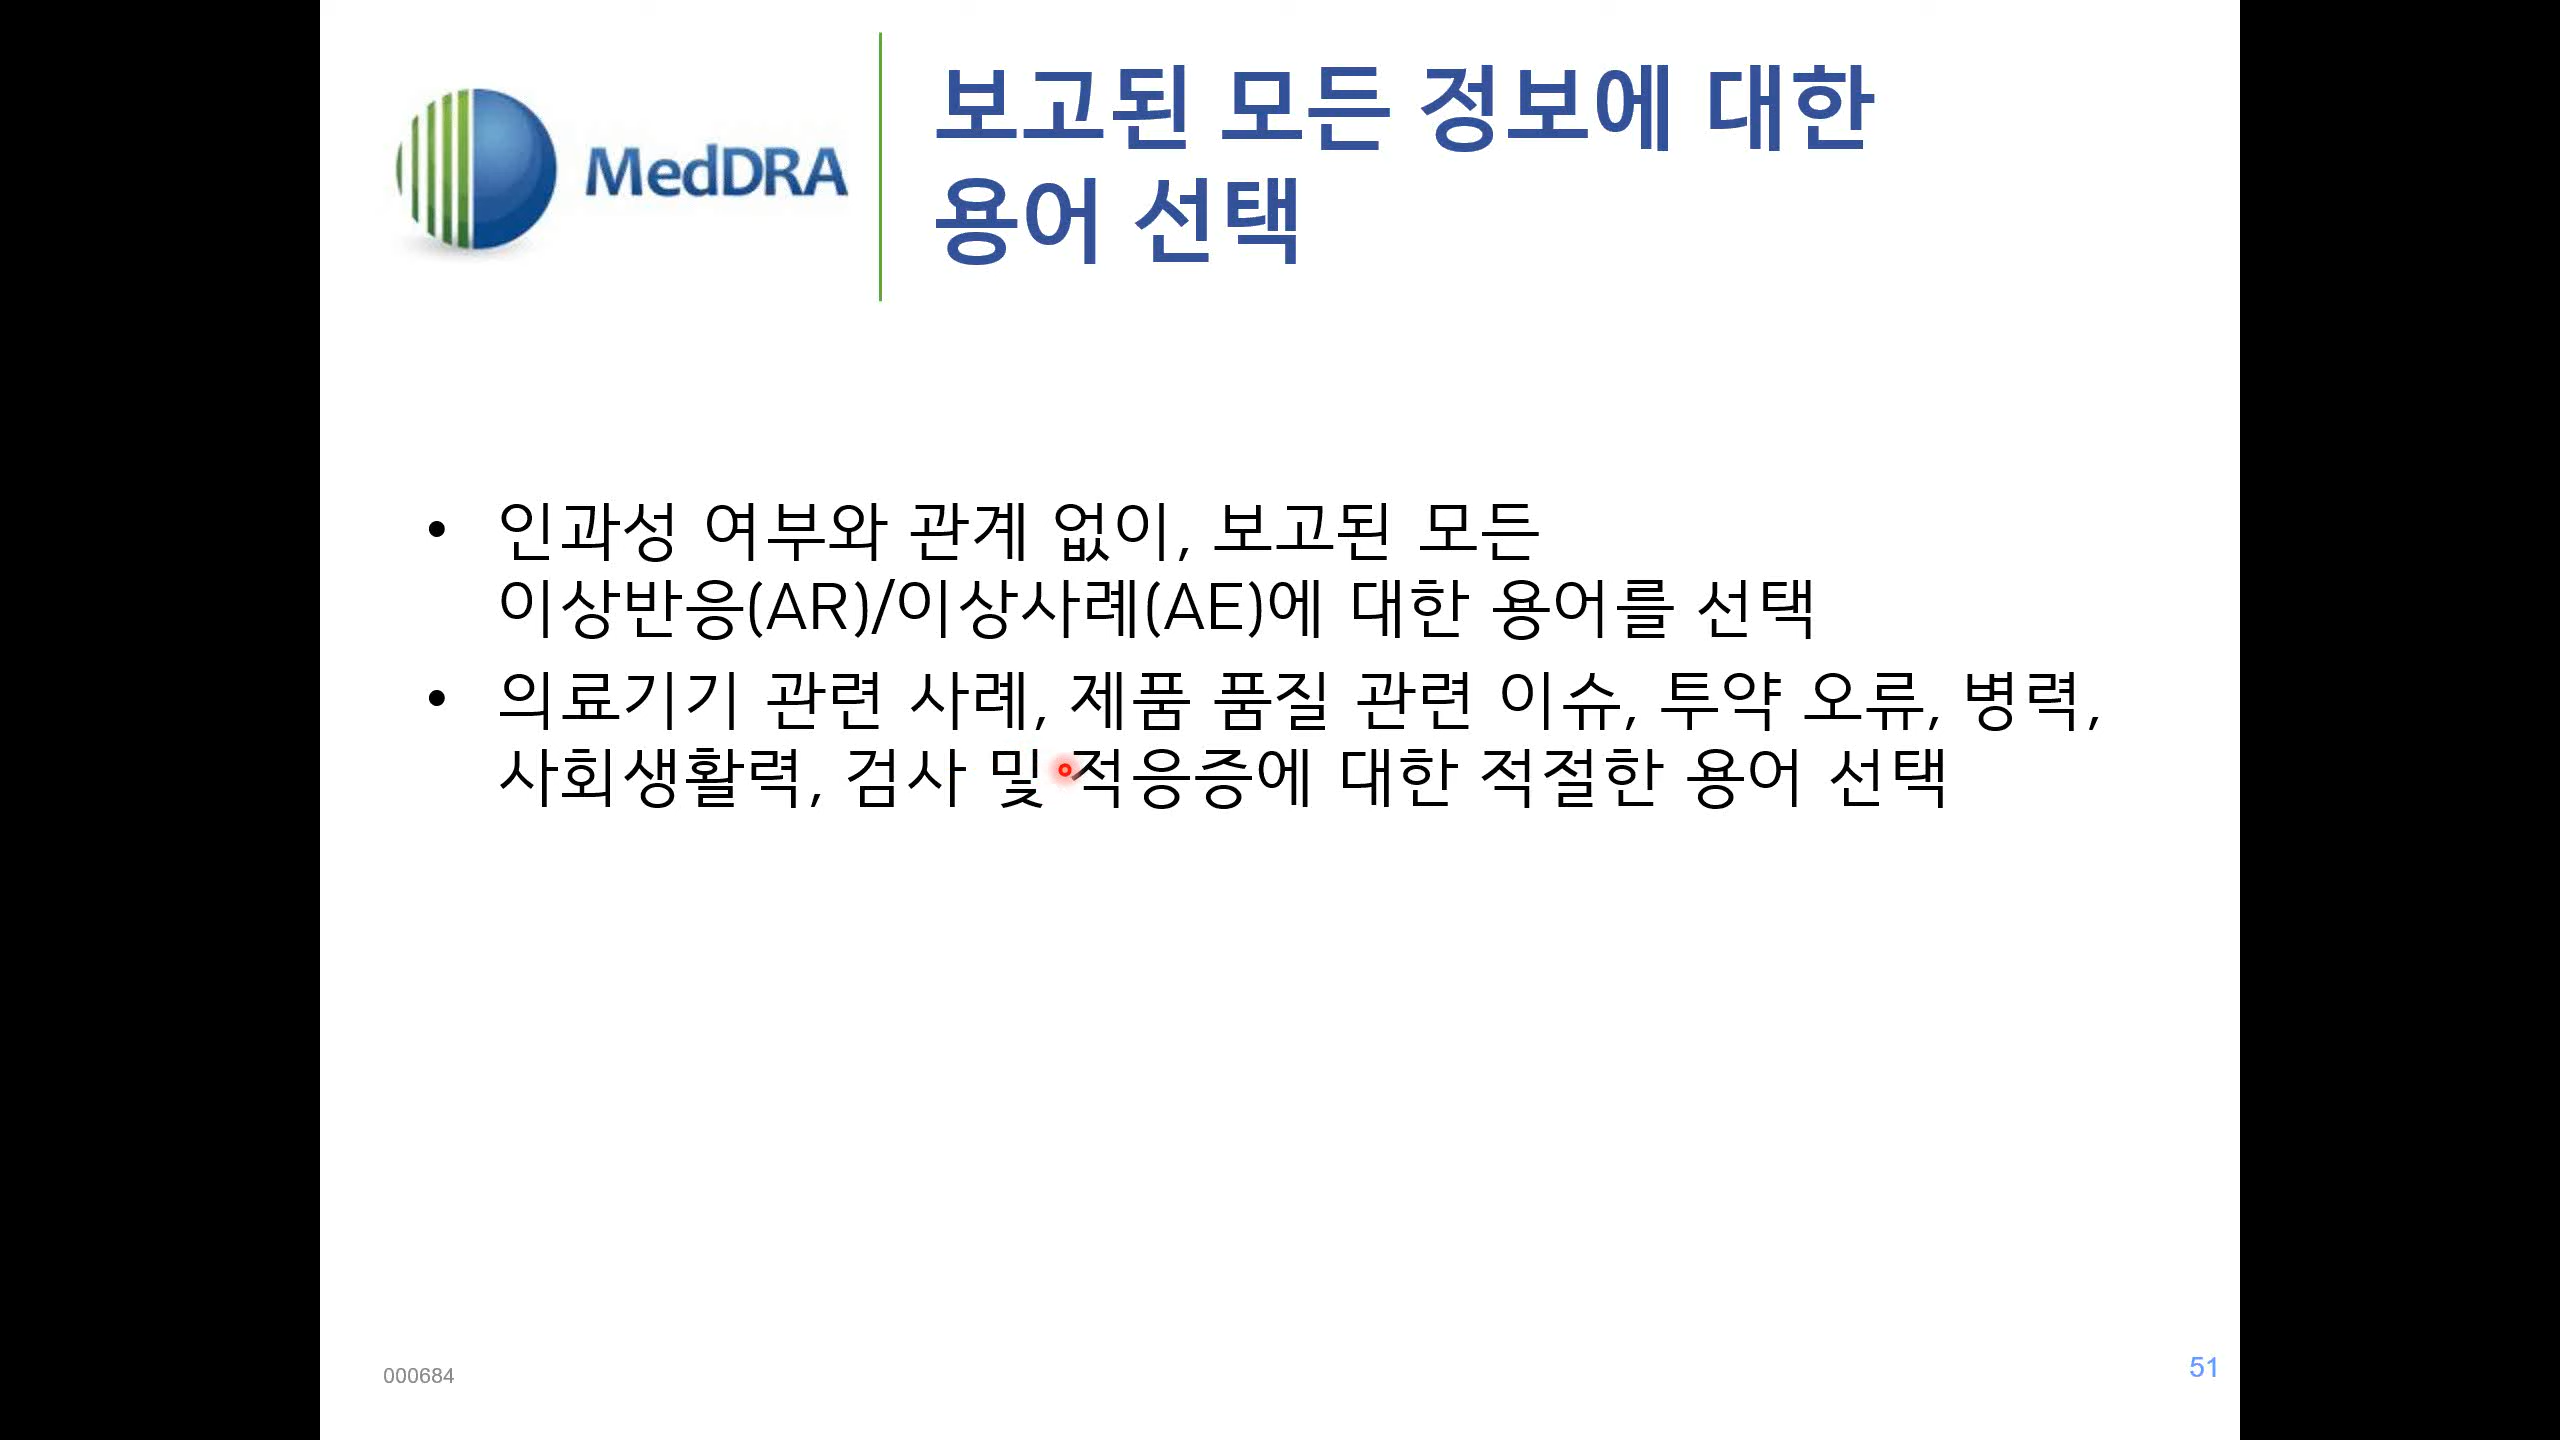 MedDRA
보고된 모든 정보에 대한
용어 선택
• 인과성 여부와 관계 없이, 보고된 모든
이상반응(AR)/이상사례(AE)에 대한 용어를 선택
• 의료기기 관련 사례, 제품 품질 관련 이슈, 투약 오류, 병력,
사회생활력, 검사 및 적응증에 대한 적절한 용어 선택
000684
51